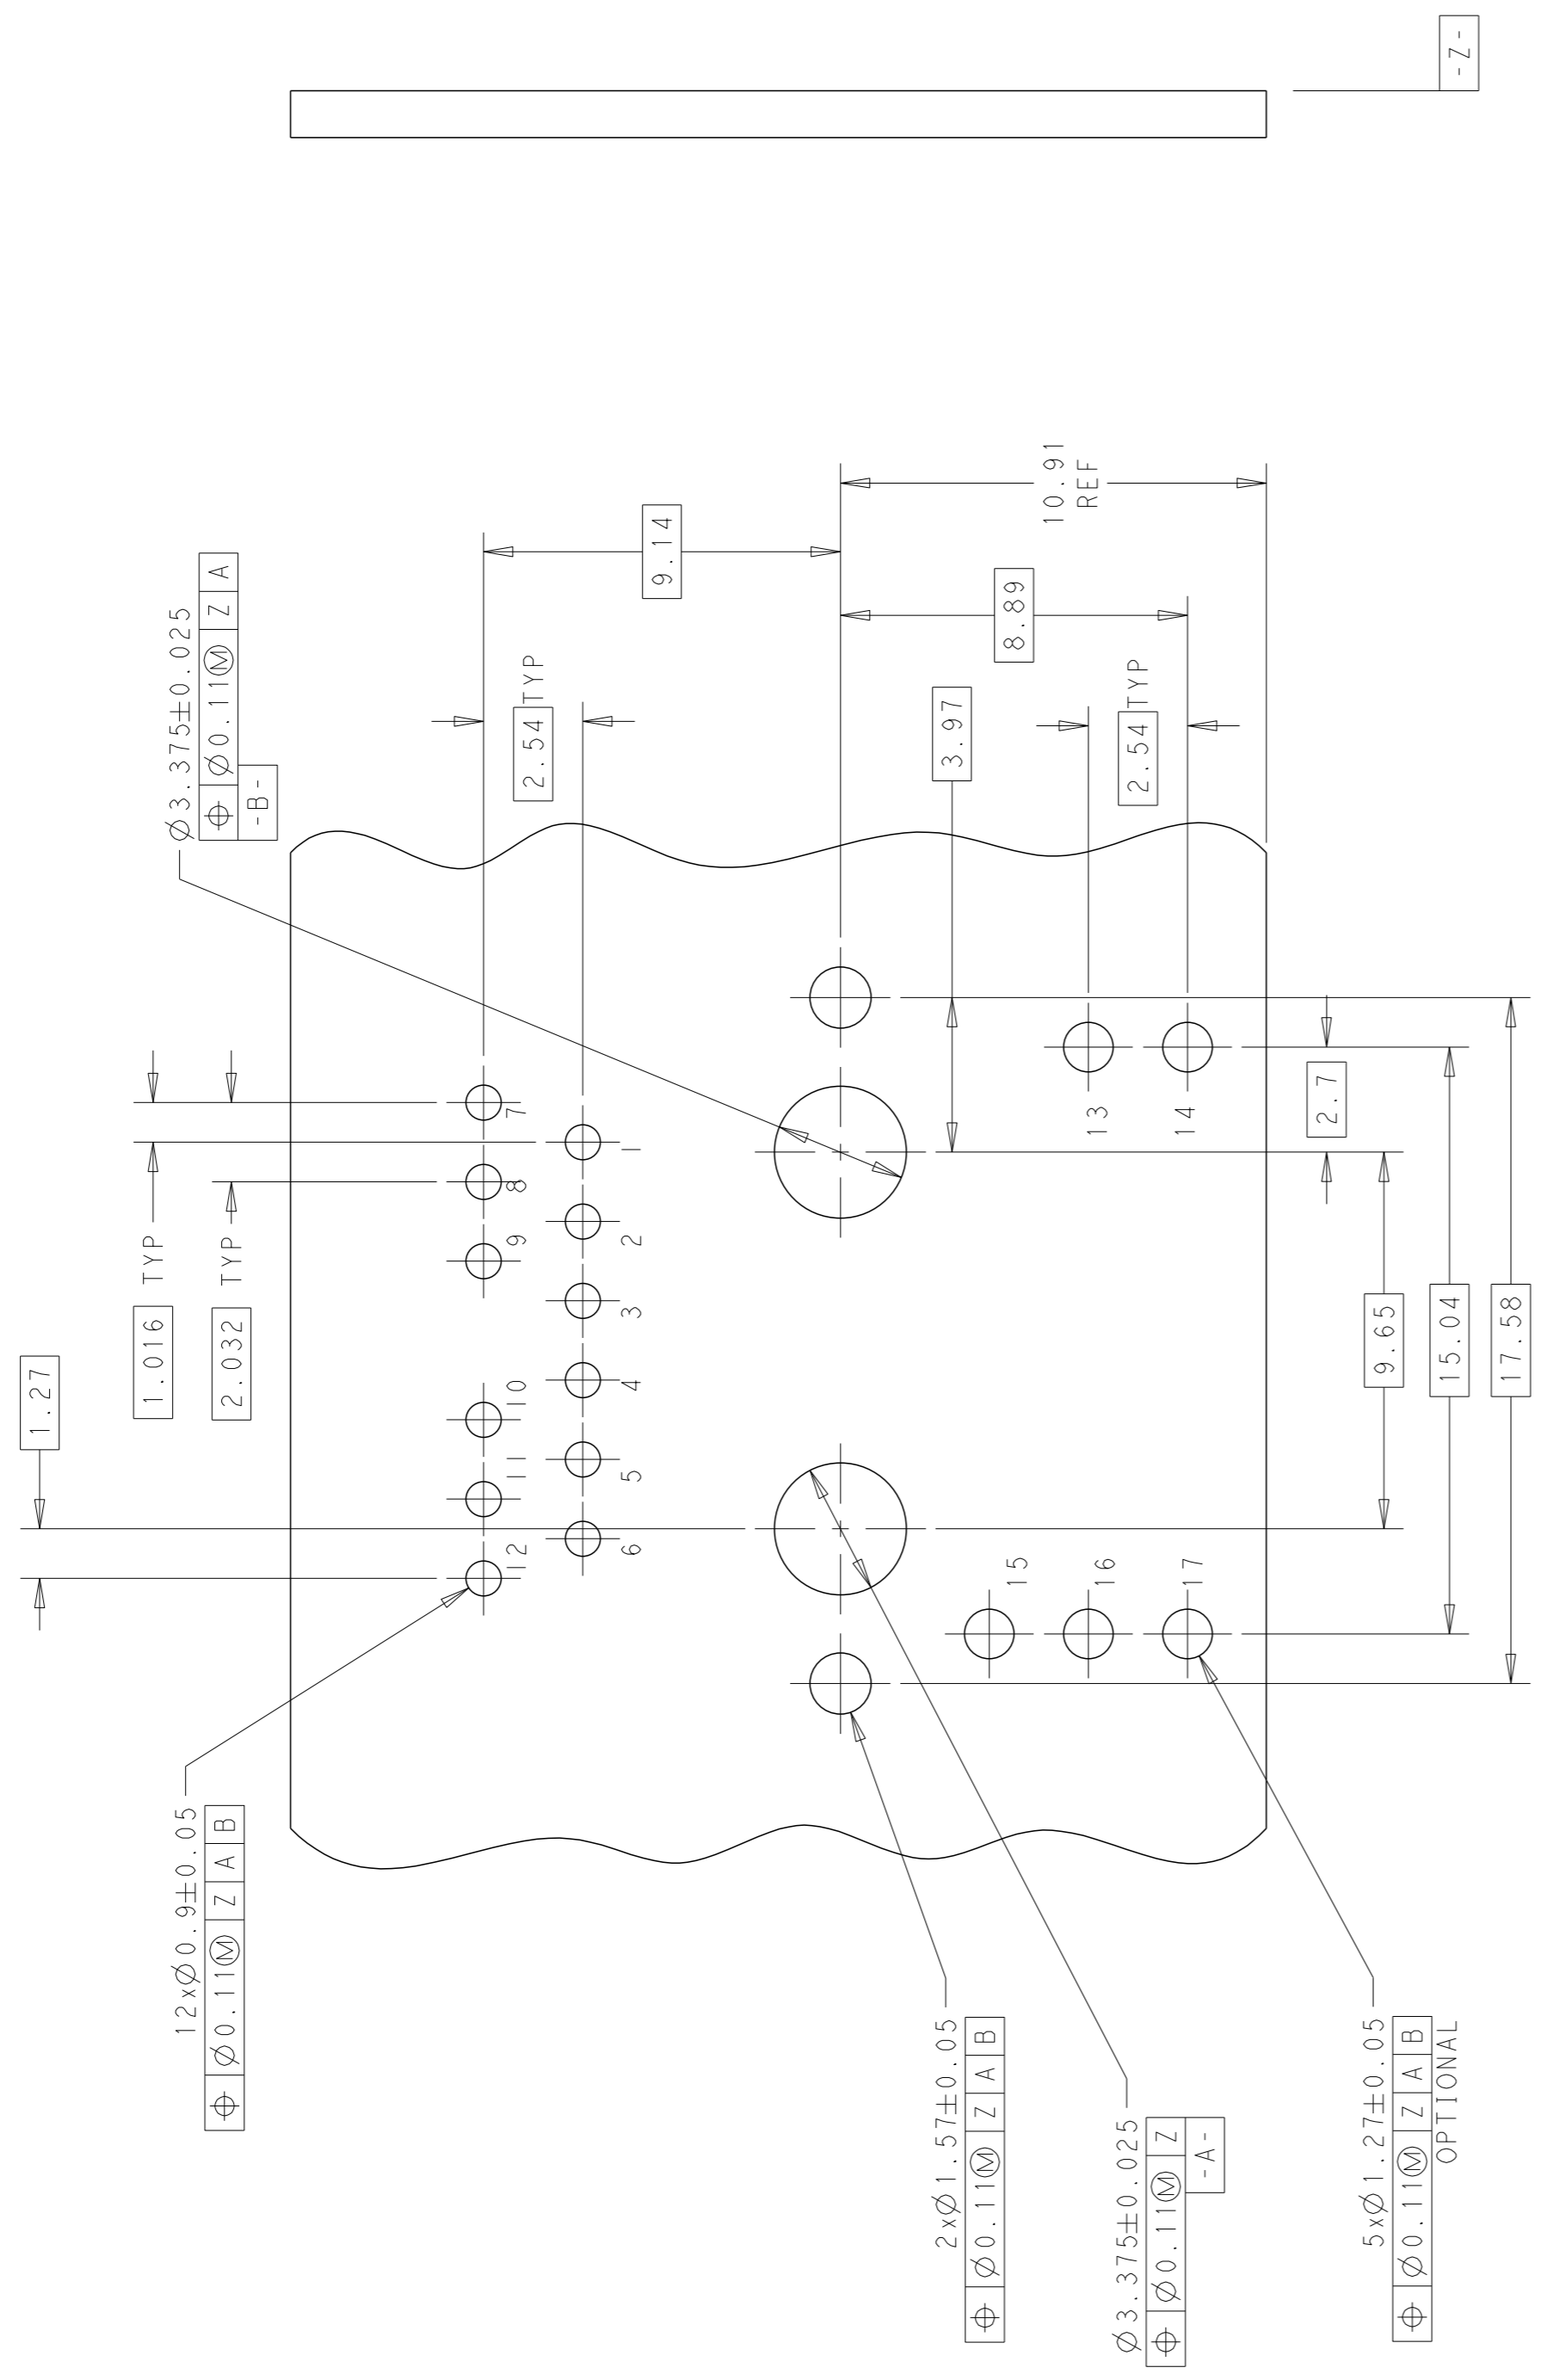 -Z-
10.91
REF
9.14
8.89
Ø3.375±0.025
⌖ Ø0.11Ⓜ Z A
-B-
2.54 TYP
3.97
2.54 TYP
1.27
1.016 TYP
2.032 TYP
7
8
9
10
11
12
1
2
3
4
5
6
13
14
15
16
17
2.7
9.65
15.04
17.58
12xØ0.9±0.05
⌖ Ø0.11Ⓜ Z A B
2xØ1.57±0.05
⌖ Ø0.11Ⓜ Z A B
Ø3.375±0.025
⌖ Ø0.11Ⓜ Z
-A-
5xØ1.27±0.05
⌖ Ø0.11Ⓜ Z A B
OPTIONAL